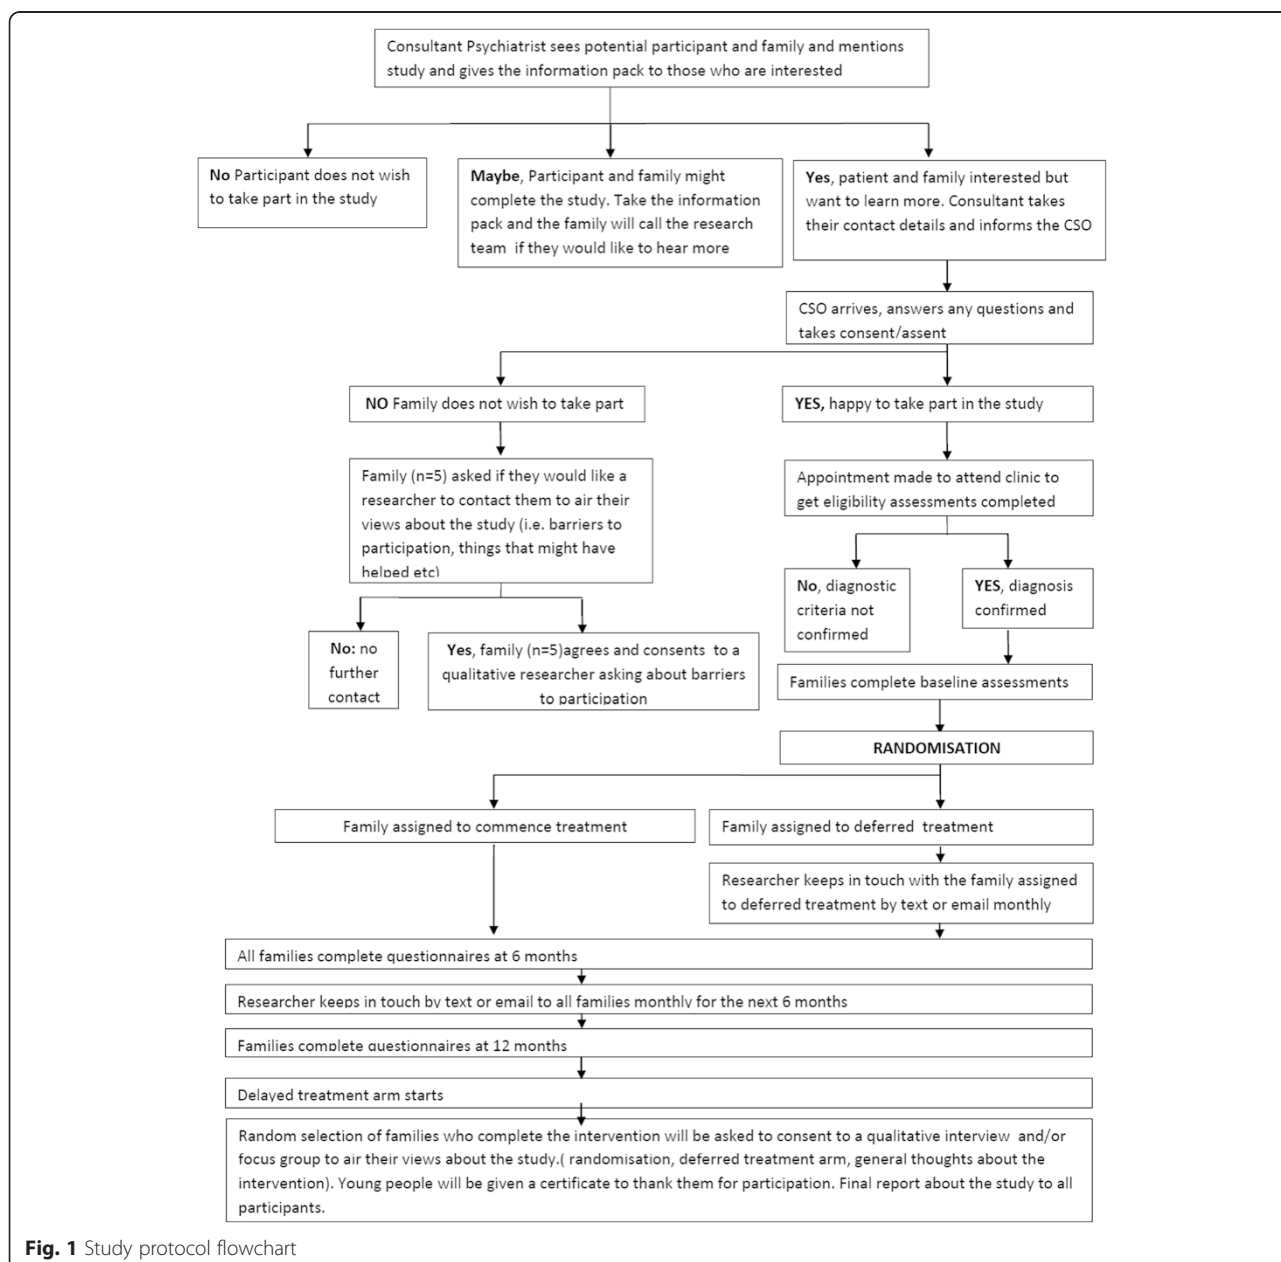 Consultant Psychiatrist sees potential participant and family and mentions
study and gives the information pack to those who are interested
No Participant does not wish
to take part in the study
Maybe, Participant and family might
complete the study. Take the information
pack and the family will call the research
team if they would like to hear more
Yes, patient and family interested but
want to learn more. Consultant takes
their contact details and informs the CSO
CSO arrives, answers any questions and
takes consent/assent
NO Family does not wish to take part
YES, happy to take part in the study
Family (n=5) asked if they would like a
researcher to contact them to air their
views about the study (i.e. barriers to
participation, things that might have
helped etc)
Appointment made to attend clinic to
get eligibility assessments completed
No, diagnostic
criteria not
confirmed
YES, diagnosis
confirmed
No: no
further
contact
Yes, family (n=5)agrees and consents to a
qualitative researcher asking about barriers
to participation
Families complete baseline assessments
RANDOMISATION
Family assigned to commence treatment
Family assigned to deferred treatment
Researcher keeps in touch with the family assigned
to deferred treatment by text or email monthly
All families complete questionnaires at 6 months
Researcher keeps in touch by text or email to all families monthly for the next 6 months
Families complete questionnaires at 12 months
Delayed treatment arm starts
Random selection of families who complete the intervention will be asked to consent to a qualitative interview and/or
focus group to air their views about the study.( randomisation, deferred treatment arm, general thoughts about the
intervention). Young people will be given a certificate to thank them for participation. Final report about the study to all
participants.
Fig. 1 Study protocol flowchart